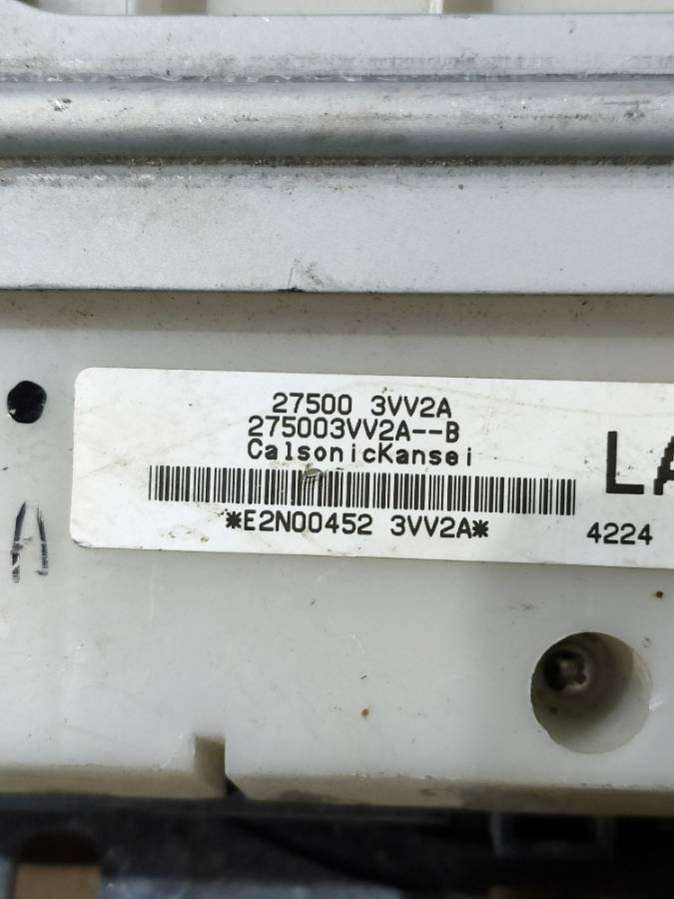 27500 3VV2A
275003VV2A--B
CalsonicKansei
*E2N00452 3VV2A*
LA
4224
A